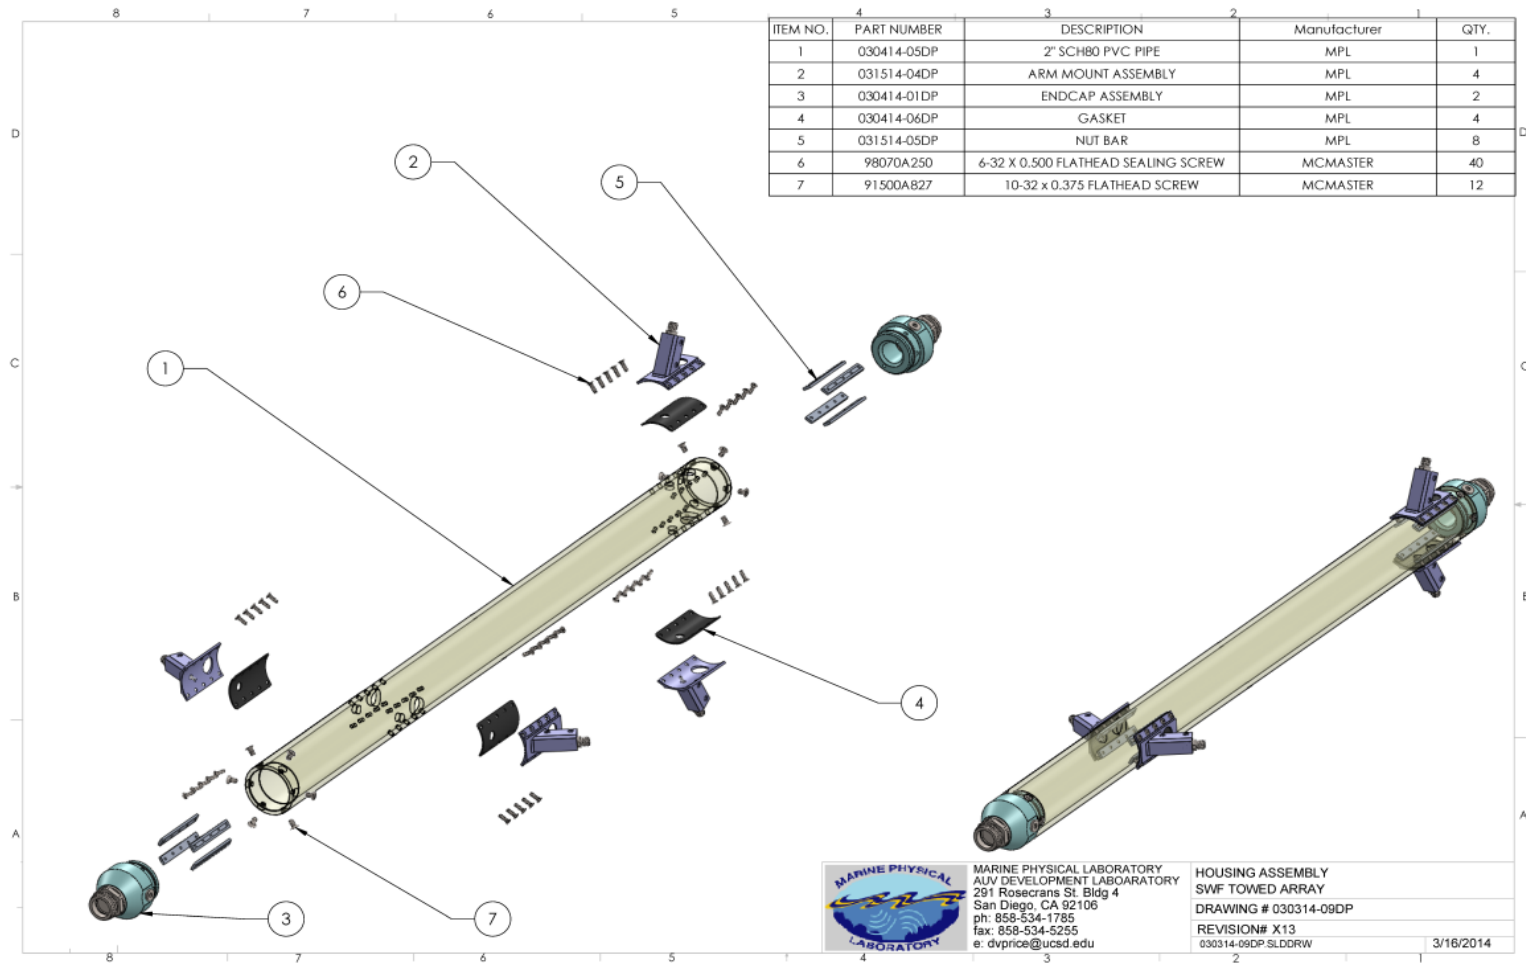 8 7 6 5 4 3 2 1
ITEM NO. PART NUMBER DESCRIPTION Manufacturer QTY.
1 030414-05DP 2" SCH80 PVC PIPE MPL 1
2 031514-04DP ARM MOUNT ASSEMBLY MPL 4
3 030414-01DP ENDCAP ASSEMBLY MPL 2
4 030414-06DP GASKET MPL 4
5 031514-05DP NUT BAR MPL 8
6 98070A250 6-32 X 0.500 FLATHEAD SEALING SCREW MCMASTER 40
7 91500A827 10-32 x 0.375 FLATHEAD SCREW MCMASTER 12
D D
2
5
6
C C
1
B B
4
A A
3
7
MARINE PHYSICAL
LABORATORY
MARINE PHYSICAL LABORATORY
AUV DEVELOPMENT LABOARATORY
291 Rosecrans St. Bldg 4
San Diego, CA 92106
ph: 858-534-1785
fax: 858-534-5255
e: dvprice@ucsd.edu
HOUSING ASSEMBLY
SWF TOWED ARRAY
DRAWING # 030314-09DP
REVISION# X13
030314-09DP.SLDDRW 3/16/2014
8 7 6 5 4 3 2 1